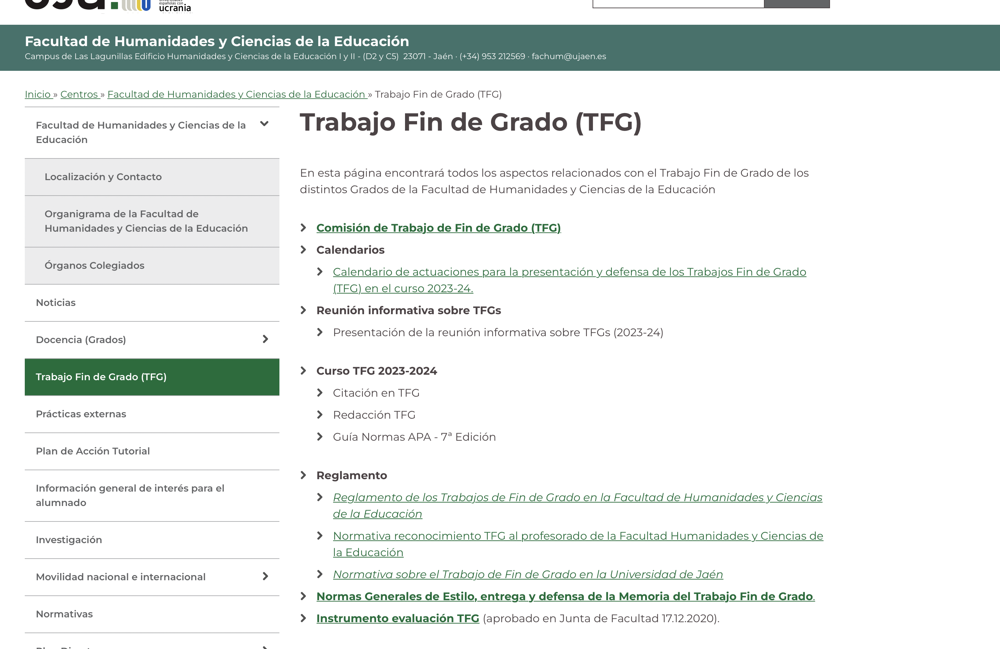 españolas con
ucrania
Facultad de Humanidades y Ciencias de la Educación
Campus de Las Lagunillas Edificio Humanidades y Ciencias de la Educación I y II - (D2 y C5)  23071 - Jaén · (+34) 953 212569 · fachum@ujaen.es
Inicio » Centros » Facultad de Humanidades y Ciencias de la Educación » Trabajo Fin de Grado (TFG)
Facultad de Humanidades y Ciencias de la
Educación
Localización y Contacto
Organigrama de la Facultad de
Humanidades y Ciencias de la Educación
Órganos Colegiados
Noticias
Docencia (Grados)
Trabajo Fin de Grado (TFG)
Prácticas externas
Plan de Acción Tutorial
Información general de interés para el
alumnado
Investigación
Movilidad nacional e internacional
Normativas
Trabajo Fin de Grado (TFG)
En esta página encontrará todos los aspectos relacionados con el Trabajo Fin de Grado de los
distintos Grados de la Facultad de Humanidades y Ciencias de la Educación
Comisión de Trabajo de Fin de Grado (TFG)
Calendarios
Calendario de actuaciones para la presentación y defensa de los Trabajos Fin de Grado
(TFG) en el curso 2023-24.
Reunión informativa sobre TFGs
Presentación de la reunión informativa sobre TFGs (2023-24)
Curso TFG 2023-2024
Citación en TFG
Redacción TFG
Guía Normas APA - 7ª Edición
Reglamento
Reglamento de los Trabajos de Fin de Grado en la Facultad de Humanidades y Ciencias
de la Educación
Normativa reconocimiento TFG al profesorado de la Facultad Humanidades y Ciencias de
la Educación
Normativa sobre el Trabajo de Fin de Grado en la Universidad de Jaén
Normas Generales de Estilo, entrega y defensa de la Memoria del Trabajo Fin de Grado.
Instrumento evaluación TFG (aprobado en Junta de Facultad 17.12.2020).